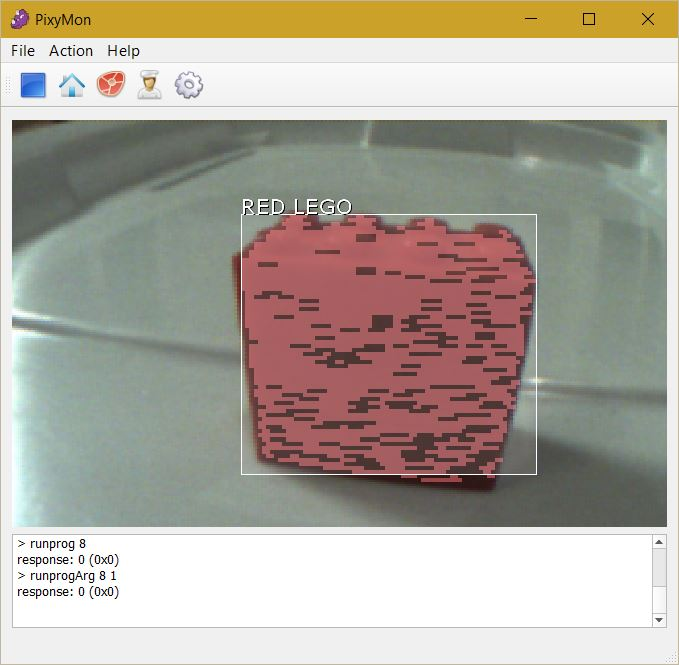 PixyMon
File Action Help
RED LEGO
> runprog 8
response: 0 (0x0)
> runprogArg 8 1
response: 0 (0x0)